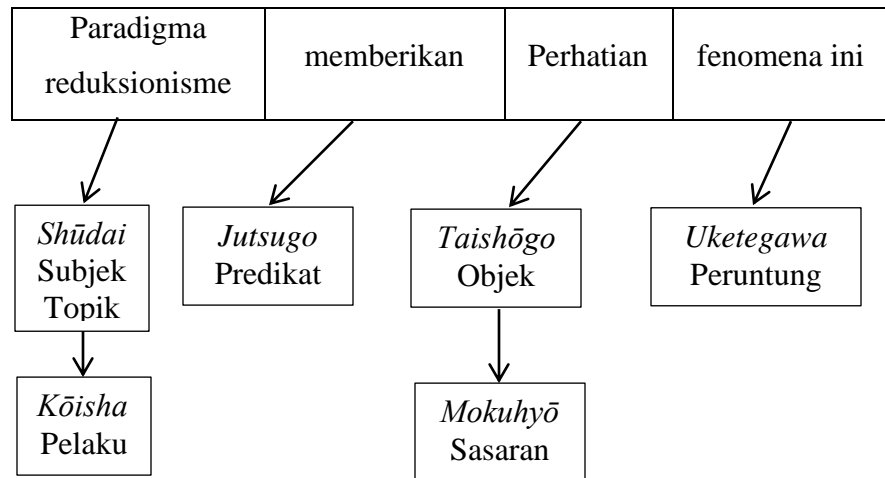 Paradigma
reduksionisme
memberikan
Perhatian
fenomena ini
Shūdai
Subjek
Topik
Jutsugo
Predikat
Taishōgo
Objek
Uketegawa
Peruntung
Kōisha
Pelaku
Mokuhyō
Sasaran